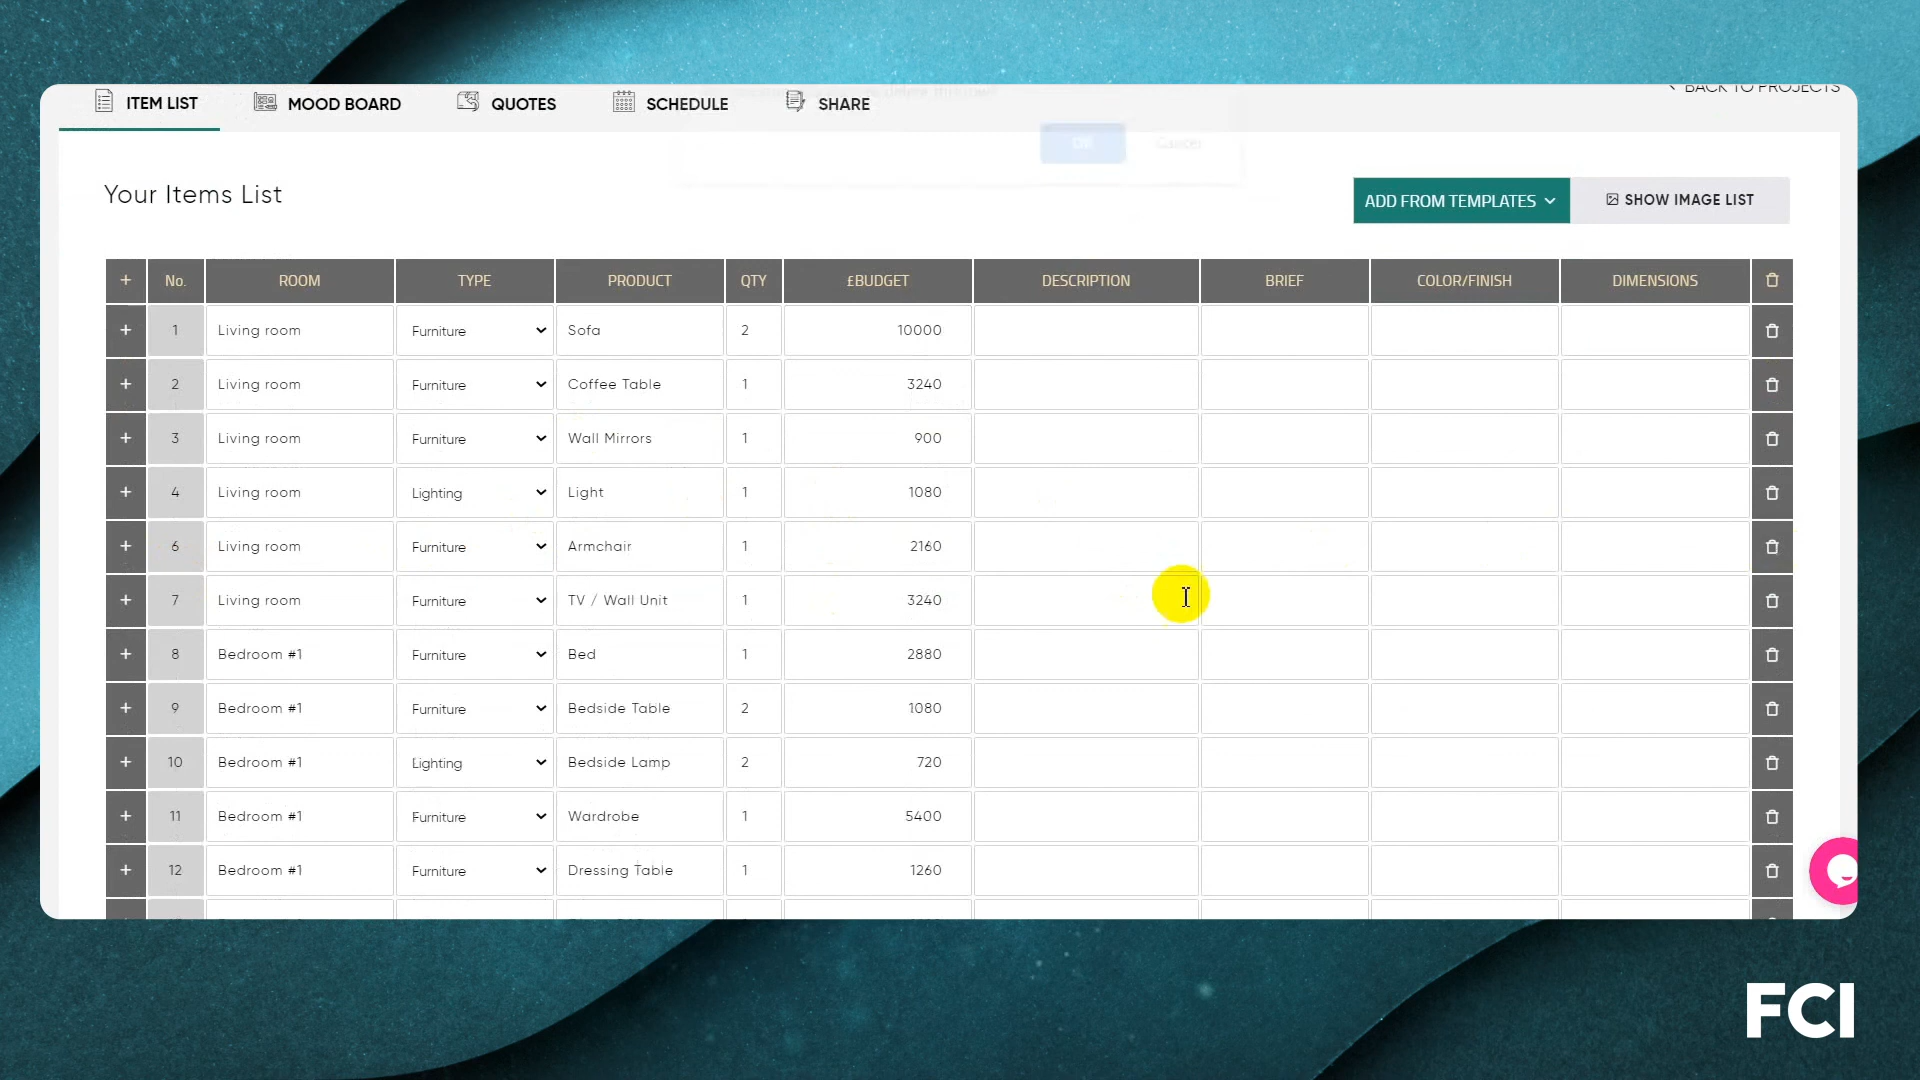 BACK TO PROJECTS
ITEM LIST MOOD BOARD QUOTES SCHEDULE SHARE
OK Cancel
Your Items List
ADD FROM TEMPLATES SHOW IMAGE LIST
+ No. ROOM TYPE PRODUCT QTY £BUDGET DESCRIPTION BRIEF COLOR/FINISH DIMENSIONS
+ 1 Living room Furniture Sofa 2 10000
+ 2 Living room Furniture Coffee Table 1 3240
+ 3 Living room Furniture Wall Mirrors 1 900
+ 4 Living room Lighting Light 1 1080
+ 6 Living room Furniture Armchair 1 2160
+ 7 Living room Furniture TV / Wall Unit 1 3240
+ 8 Bedroom #1 Furniture Bed 1 2880
+ 9 Bedroom #1 Furniture Bedside Table 2 1080
+ 10 Bedroom #1 Lighting Bedside Lamp 2 720
+ 11 Bedroom #1 Furniture Wardrobe 1 5400
+ 12 Bedroom #1 Furniture Dressing Table 1 1260
FCI